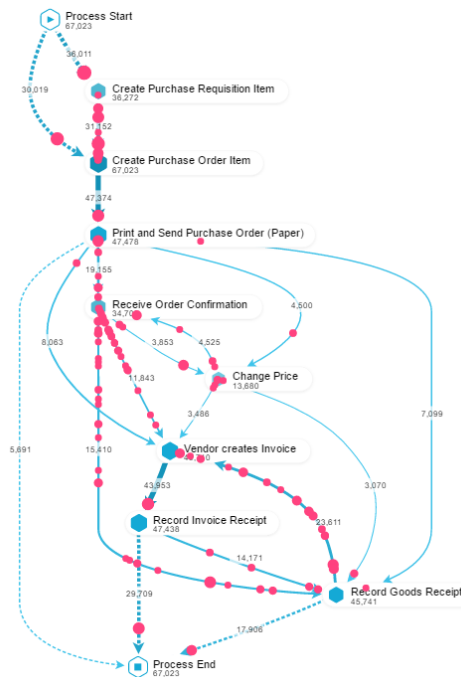 Process Start
67,023
36,011
30,019
Create Purchase Requisition Item
36,272
31,152
Create Purchase Order Item
67,023
47,374
Print and Send Purchase Order (Paper)
47,478
19,155
Receive Order Confirmation
4,500
8,063
3,853
4,525
11,843
Change Price
13,680
3,466
7,099
5,691
15,410
Vendor creates Invoice
3,070
43,953
23,611
Record Invoice Receipt
47,438
14,171
29,709
Record Goods Receipt
45,741
17,906
Process End
67,023